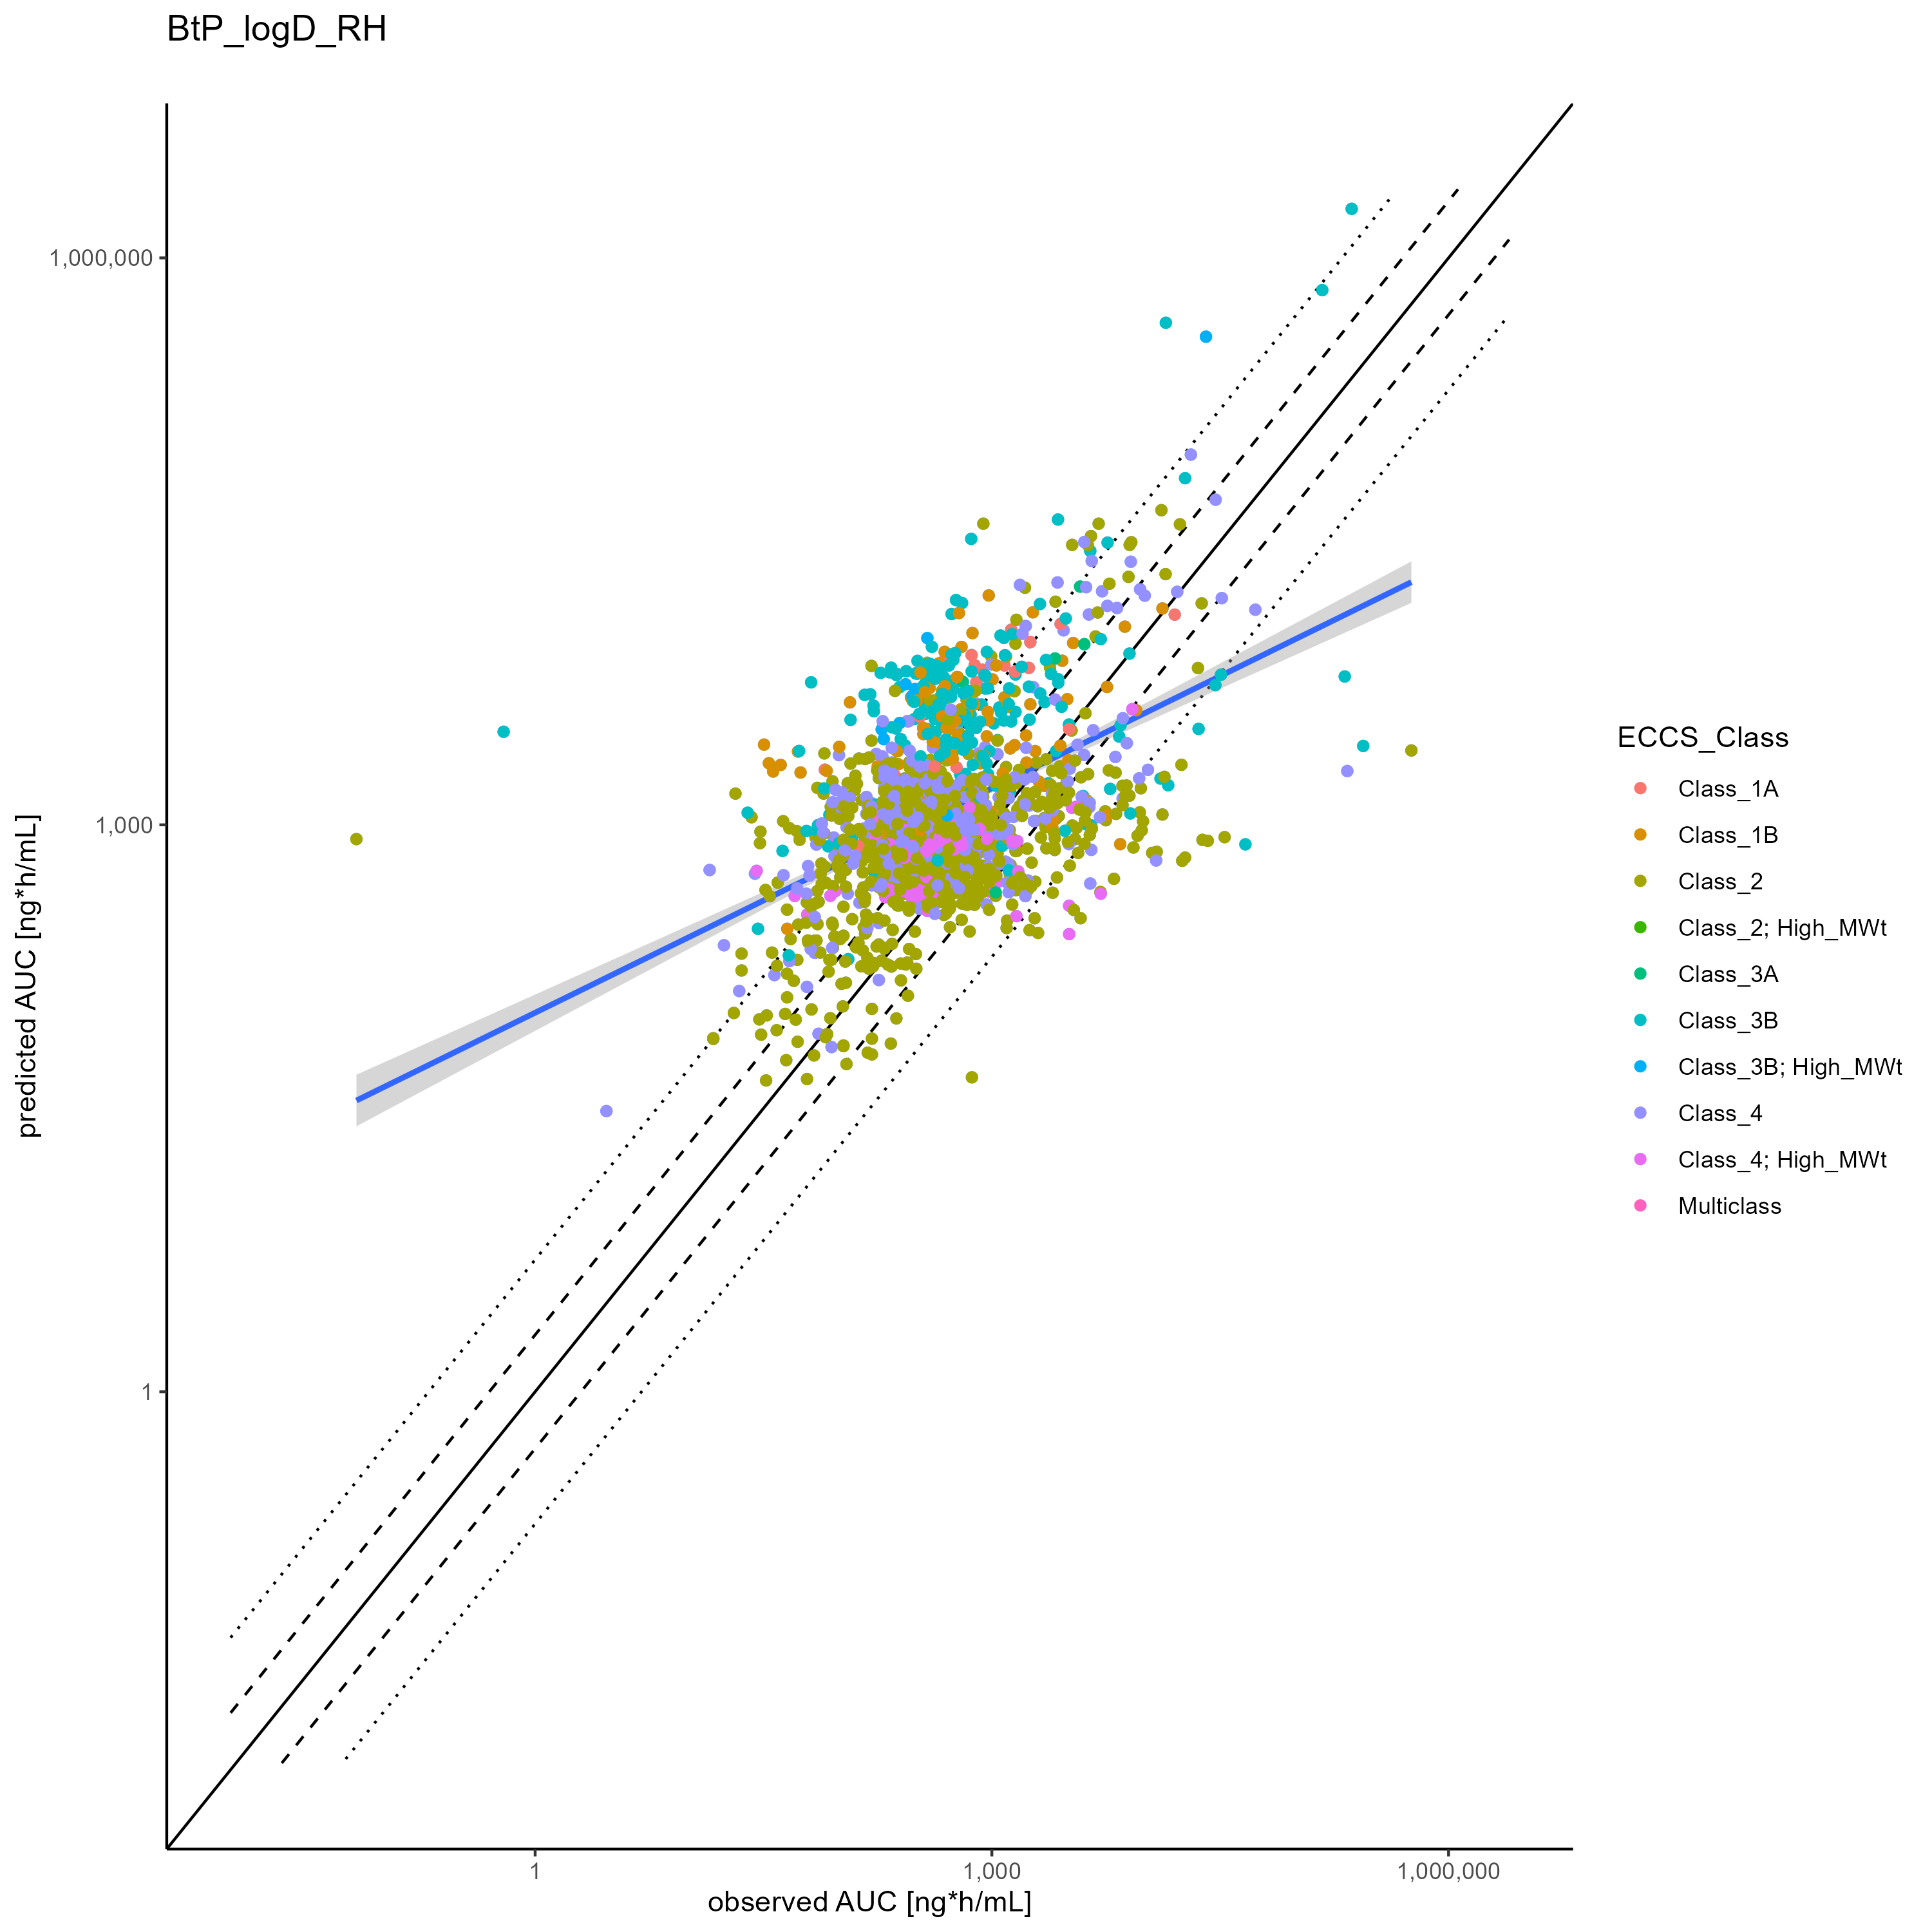 BtP_logD_RH
predicted AUC [ng*h/mL]
1,000,000
1,000
1
1
1,000
1,000,000
observed AUC [ng*h/mL]
ECCS_Class
Class_1A
Class_1B
Class_2
Class_2; High_MWt
Class_3A
Class_3B
Class_3B; High_MWt
Class_4
Class_4; High_MWt
Multiclass